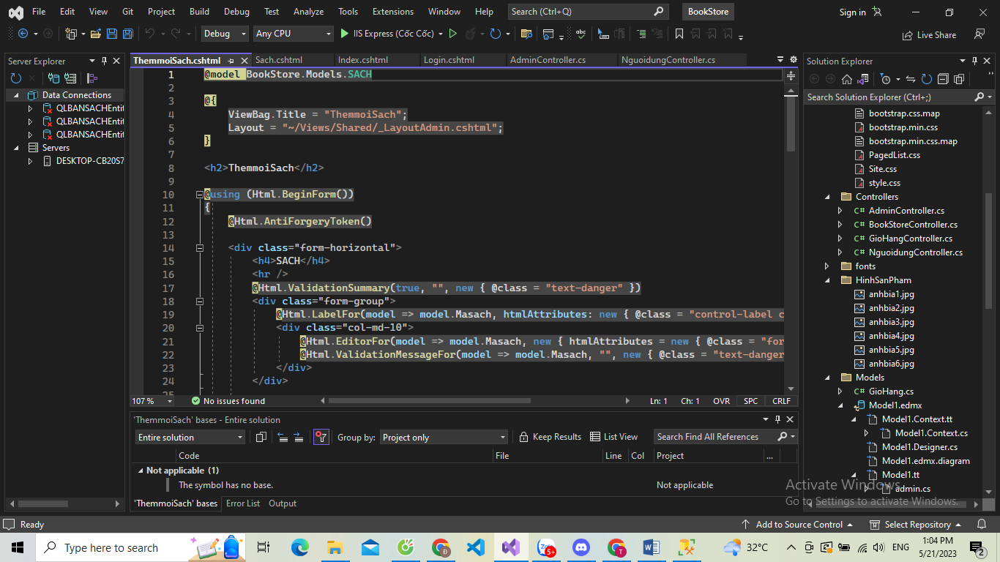 File Edit View Git Project Build Debug Test Analyze Tools Extensions Window Help Search (Ctrl+Q) BookStore Sign in
Debug Any CPU IIS Express (Cốc Cốc) Live Share
Server Explorer
Data Connections
QLBANSACHEntit
QLBANSACHEntit
QLBANSACHEntit
Servers
DESKTOP-CB20S7
ThemmoiSach.cshtml Sach.cshtml Index.cshtml Login.cshtml AdminController.cs NguoidungController.cs
1 @model BookStore.Models.SACH
2
3 @{
4 ViewBag.Title = "ThemmoiSach";
5 Layout = "~/Views/Shared/_LayoutAdmin.cshtml";
6 }
7
8 <h2>ThemmoiSach</h2>
9
10 @using (Html.BeginForm())
11 {
12 @Html.AntiForgeryToken()
13
14 <div class="form-horizontal">
15 <h4>SACH</h4>
16 <hr />
17 @Html.ValidationSummary(true, "", new { @class = "text-danger" })
18 <div class="form-group">
19 @Html.LabelFor(model => model.Masach, htmlAttributes: new { @class = "control-label c
20 <div class="col-md-10">
21 @Html.EditorFor(model => model.Masach, new { htmlAttributes = new { @class = "for
22 @Html.ValidationMessageFor(model => model.Masach, "", new { @class = "text-danger
23 </div>
24 </div>
25
107 % No issues found Ln: 1 Ch: 1 OVR SPC CRLF
'ThemmoiSach' bases - Entire solution
Entire solution Group by: Project only Keep Results List View Search Find All References
Code File Line Col Project ...
Not applicable (1)
The symbol has no base. Not applicable
'ThemmoiSach' bases Error List Output
Solution Explorer
Search Solution Explorer (Ctrl+;)
bootstrap.css.map
bootstrap.min.css
bootstrap.min.css.map
PagedList.css
Site.css
style.css
Controllers
C# AdminController.cs
C# BookStoreController.cs
C# GioHangController.cs
C# NguoidungController.cs
fonts
HinhSanPham
anhbia1.jpg
anhbia2.jpg
anhbia3.jpg
anhbia4.jpg
anhbia5.jpg
anhbia6.jpg
Models
C# GioHang.cs
Model1.edmx
Model1.Context.tt
Model1.Context.cs
Model1.Designer.cs
Model1.edmx.diagram
Model1.tt
admin.cs
Activate Windows
Go to Settings to activate Windows.
Ready Add to Source Control Select Repository
Type here to search Zalo 5+ Đ T 32°C ENG 1:04 PM
5/21/2023 2